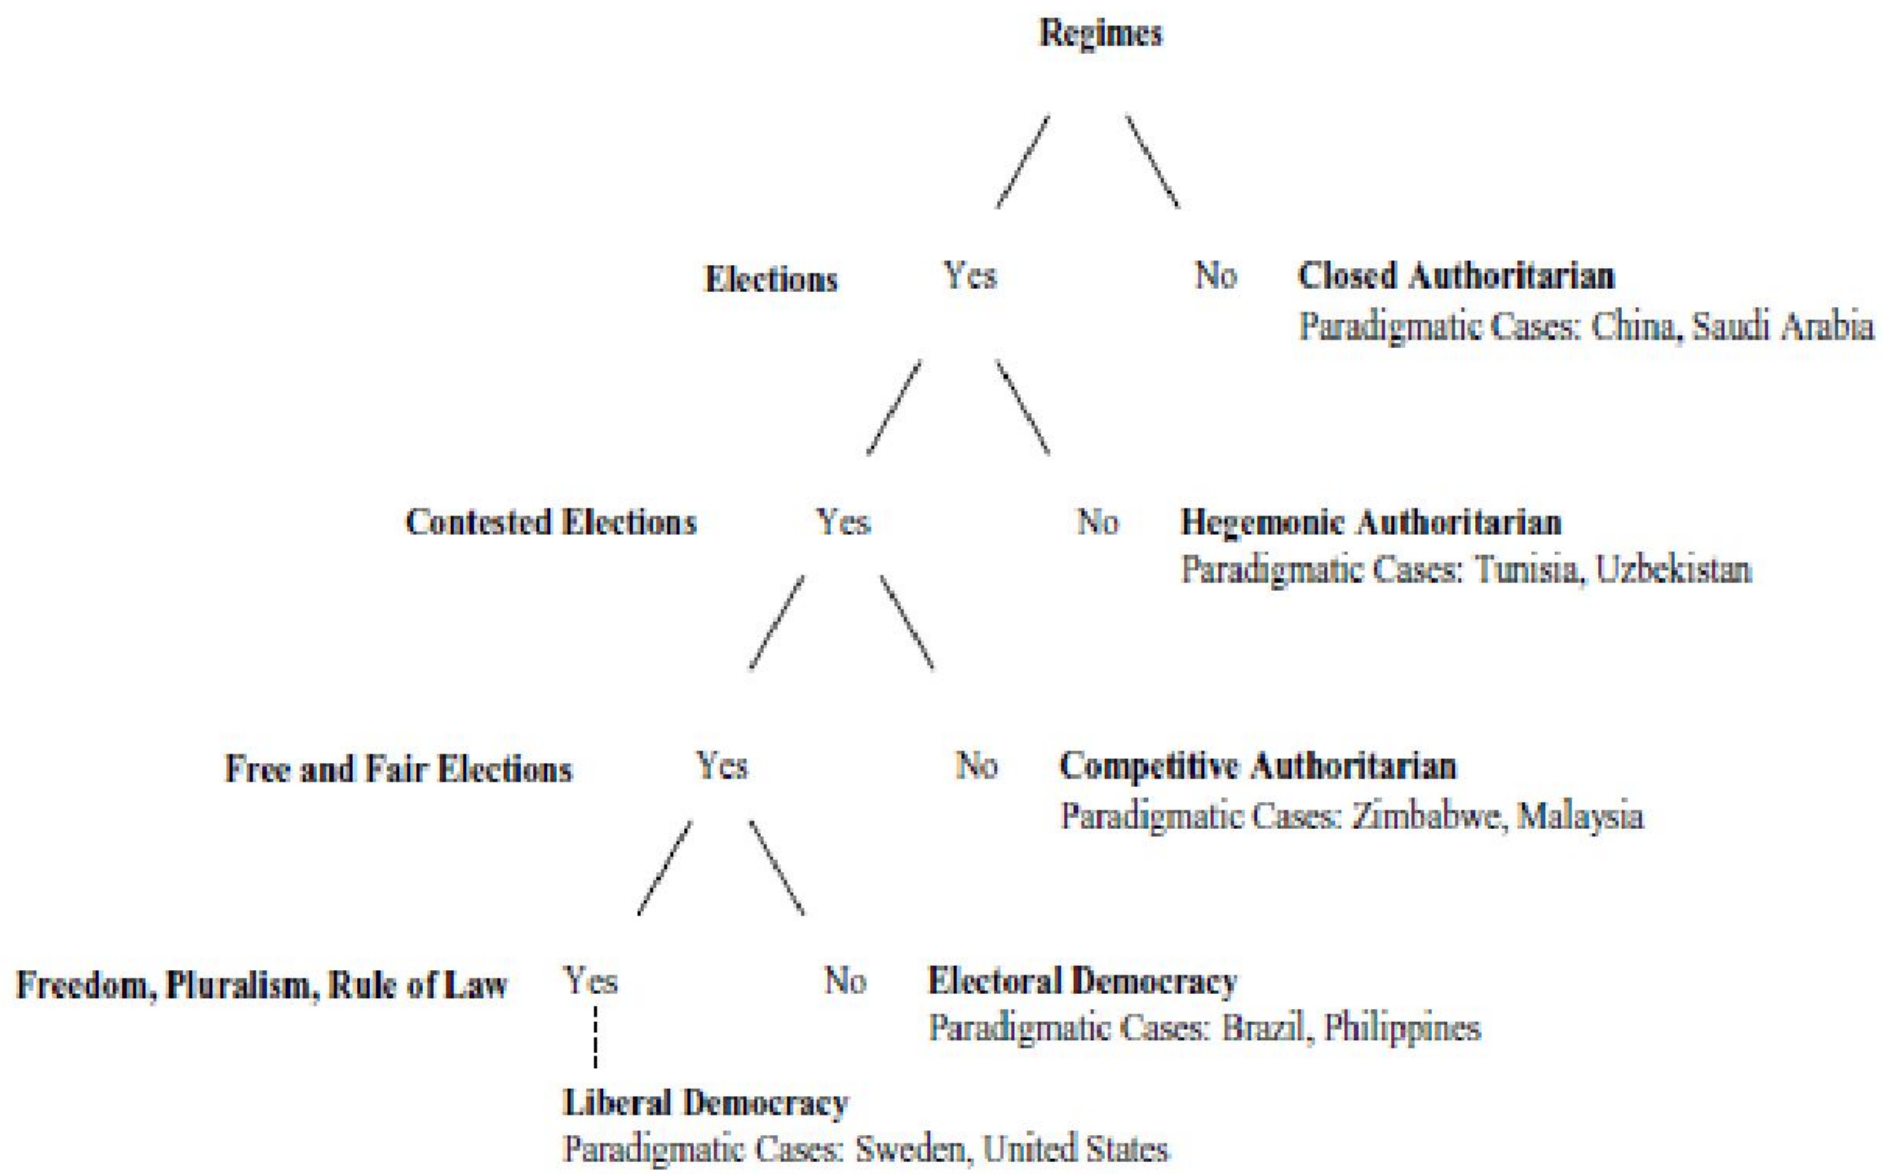 Regimes
Elections Yes No Closed Authoritarian
Paradigmatic Cases: China, Saudi Arabia
Contested Elections Yes No Hegemonic Authoritarian
Paradigmatic Cases: Tunisia, Uzbekistan
Free and Fair Elections Yes No Competitive Authoritarian
Paradigmatic Cases: Zimbabwe, Malaysia
Freedom, Pluralism, Rule of Law Yes No Electoral Democracy
Paradigmatic Cases: Brazil, Philippines
Liberal Democracy
Paradigmatic Cases: Sweden, United States